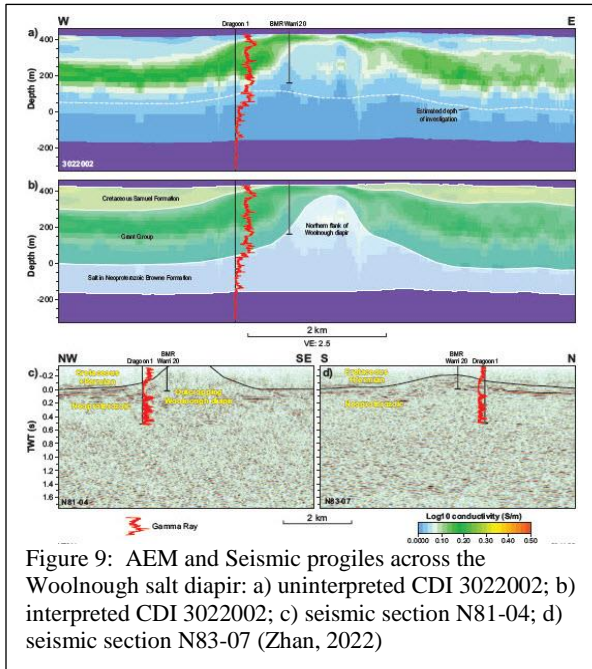 W E
Dragoon 1
BMR Warri 20
a)
400
200
0
-200
Depth (m)
Estimated depth
of investigation
3022002
b)
400
200
0
-200
Depth (m)
Cretaceous Samuel Formation
Northern flank of
Woolnough diapir
Salt in Neoproterozoic Browne Formation
2 km
VE: 2.5
NW SE
Dragoon 1
BMR
Warri 20
c)
-0.2
0.0
0.2
0.4
0.6
0.8
1.0
1.2
1.4
1.6
TWT (s)
Cretaceous
Woolnough diapir
N81-04
S N
BMR
Warri 20
Dragoon 1
d)
Cretaceous
N83-07
Gamma Ray
2 km
Log10 conductivity (S/m)
0.0000 0.10 0.20 0.30 0.40 0.50
Figure 9: AEM and Seismic progiles across the
Woolnough salt diapir: a) uninterpreted CDI 3022002; b)
interpreted CDI 3022002; c) seismic section N81-04; d)
seismic section N83-07 (Zhan, 2022)